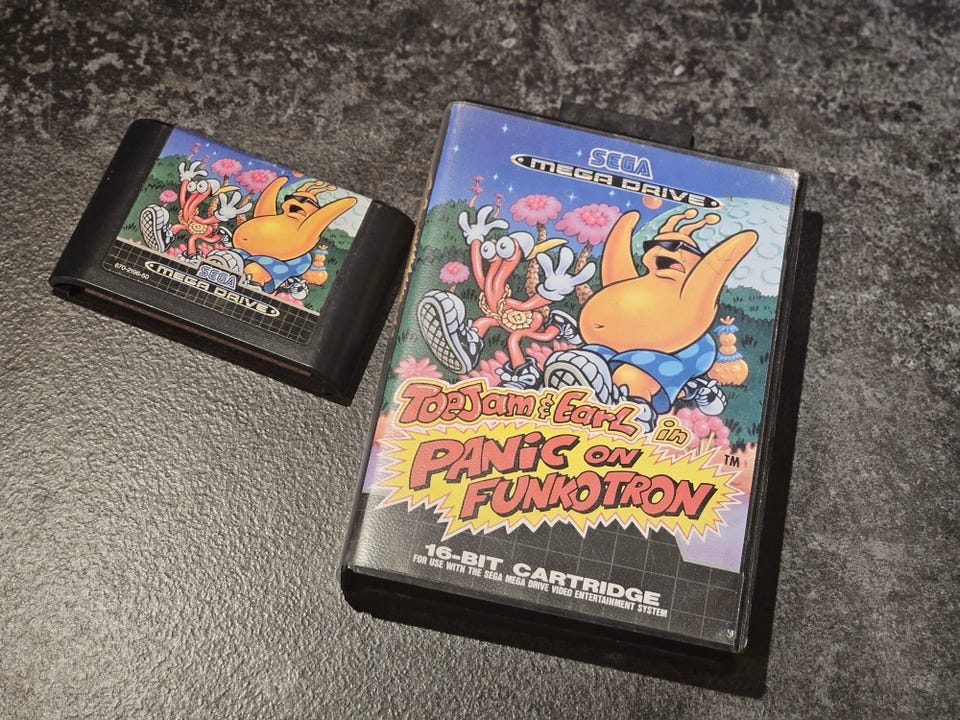 670-2196-50
SEGA
MEGA DRIVE
SEGA
MEGA DRIVE
TOEJAM & EARL in
PANIC ON
FUNKOTRON
TM
16-BIT CARTRIDGE
FOR USE WITH THE SEGA MEGA DRIVE VIDEO ENTERTAINMENT SYSTEM